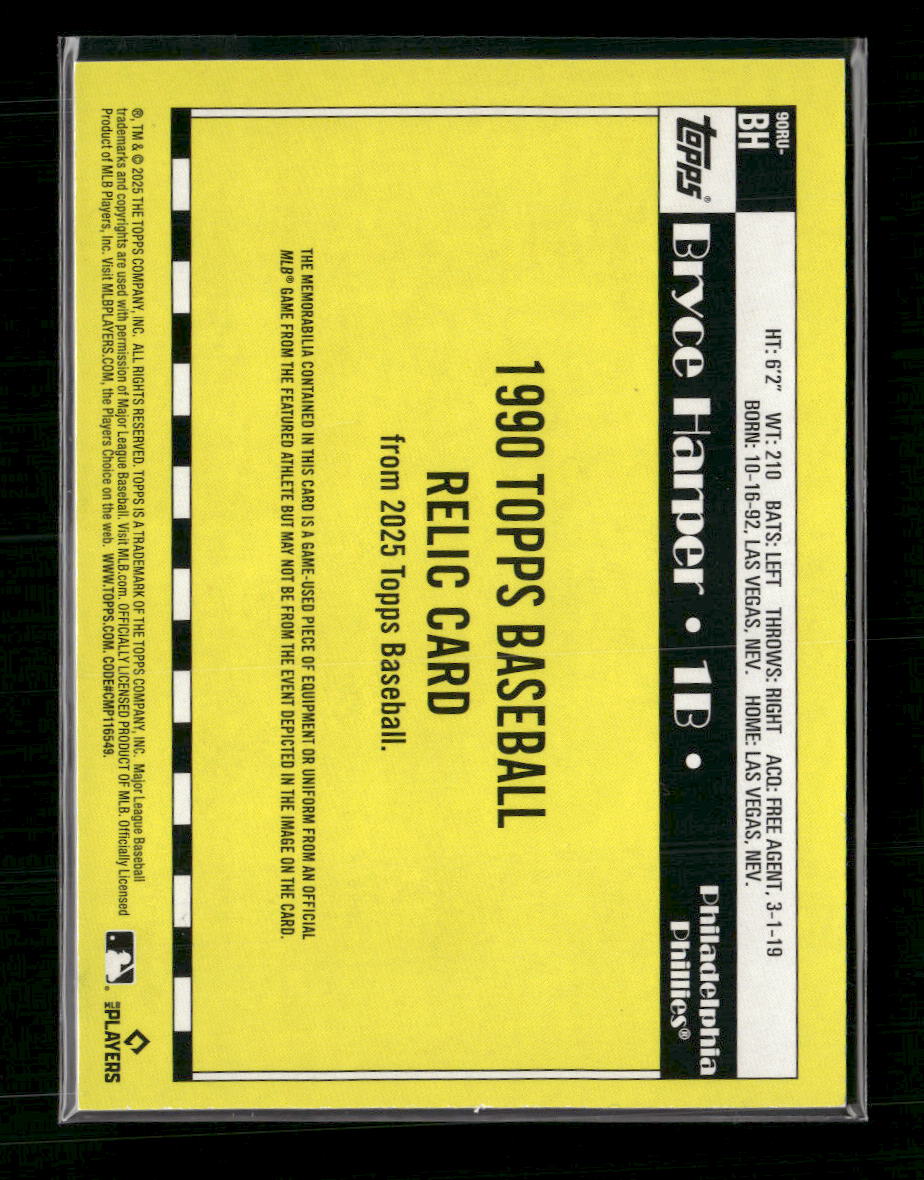 90RU-
BH
HT: 6'2" WT: 210 BATS: LEFT THROWS: RIGHT ACQ: FREE AGENT, 3-1-19
BORN: 10-16-92, LAS VEGAS, NEV. HOME: LAS VEGAS, NEV.
topps®
Bryce Harper • 1B •
Philadelphia
Phillies®
1990 TOPPS BASEBALL
RELIC CARD
from 2025 Topps Baseball.
THE MEMORABILIA CONTAINED IN THIS CARD IS A GAME-USED PIECE OF EQUIPMENT OR UNIFORM FROM AN OFFICIAL
MLB® GAME FROM THE FEATURED ATHLETE BUT MAY NOT BE FROM THE EVENT DEPICTED IN THE IMAGE ON THE CARD.
®, TM & © 2025 THE TOPPS COMPANY, INC. ALL RIGHTS RESERVED. TOPPS IS A TRADEMARK OF THE TOPPS COMPANY, INC. Major League Baseball
trademarks and copyrights are used with permission of Major League Baseball. Visit MLB.com. OFFICIALLY LICENSED PRODUCT OF MLB. Officially Licensed
Product of MLB Players, Inc. Visit MLBPLAYERS.COM, the Players Choice on the web. WWW.TOPPS.COM. CODE#CMP116549.
MLB PLAYERS